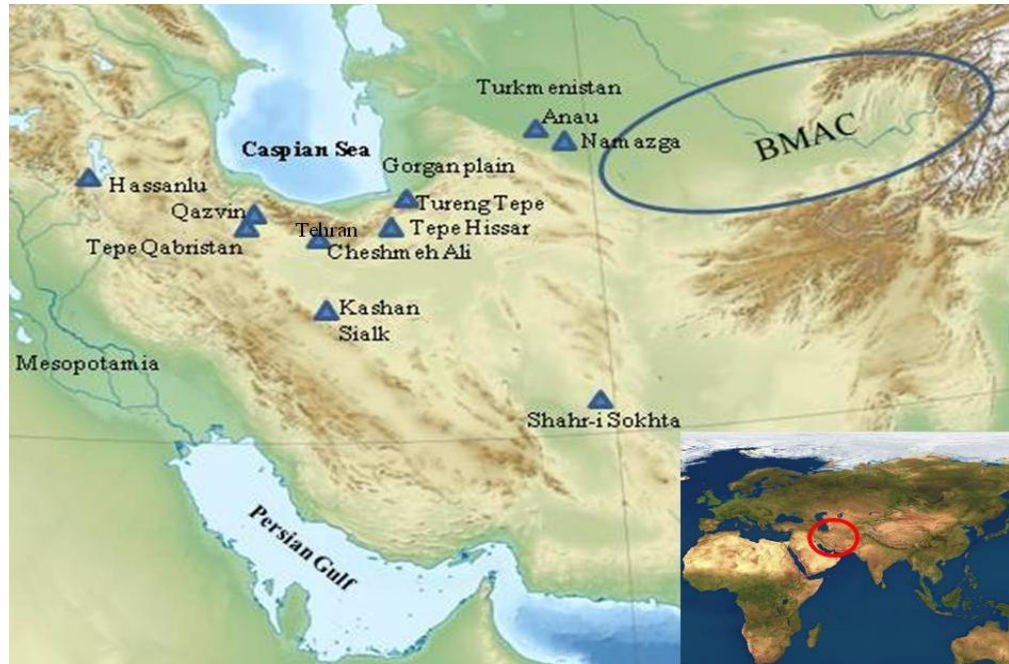 Turkmenistan
Anau
Namazga
BMAC
Caspian Sea
Gorgan plain
Hassanlu
Qazvin
Tureng Tepe
Tehran
Tepe Hissar
Tepe Qabristan
Cheshmeh Ali
Kashan
Sialk
Mesopotamia
Shahr-i Sokhta
Persian Gulf